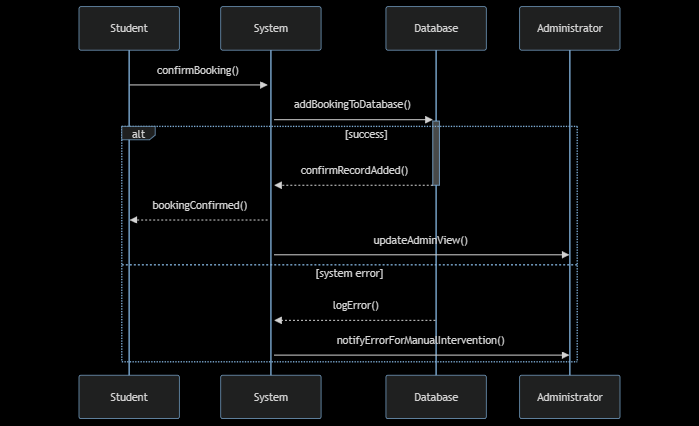 Student
System
Database
Administrator
confirmBooking()
addBookingToDatabase()
alt
[success]
confirmRecordAdded()
bookingConfirmed()
updateAdminView()
[system error]
logError()
notifyErrorForManualIntervention()
Student
System
Database
Administrator